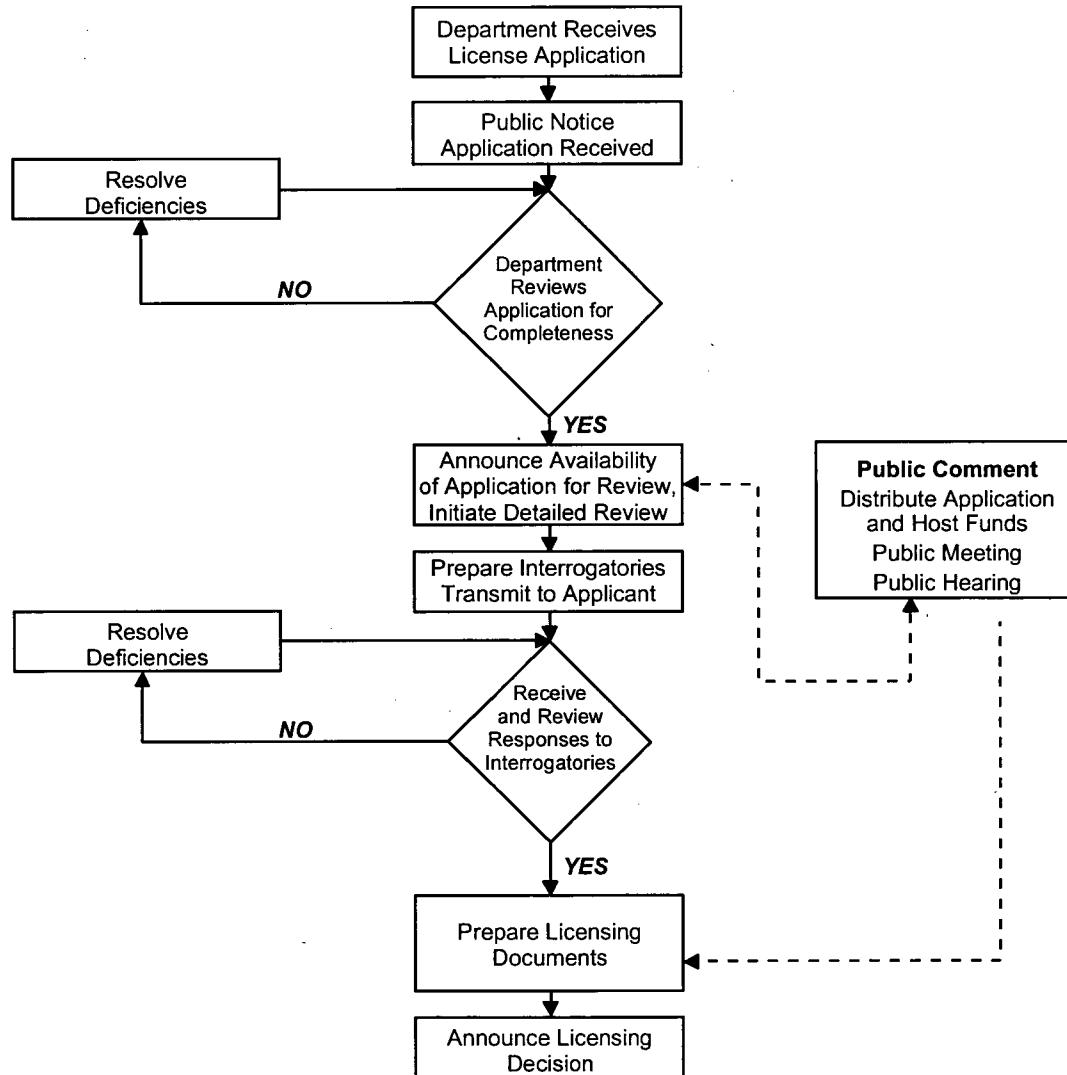 Department Receives
License Application
Public Notice
Application Received
Resolve
Deficiencies
NO
Department
Reviews
Application for
Completeness
YES
Announce Availability
of Application for Review,
Initiate Detailed Review
Public Comment
Distribute Application
and Host Funds
Public Meeting
Public Hearing
Prepare Interrogatories
Transmit to Applicant
Resolve
Deficiencies
NO
Receive
and Review
Responses to
Interrogatories
YES
Prepare Licensing
Documents
Announce Licensing
Decision